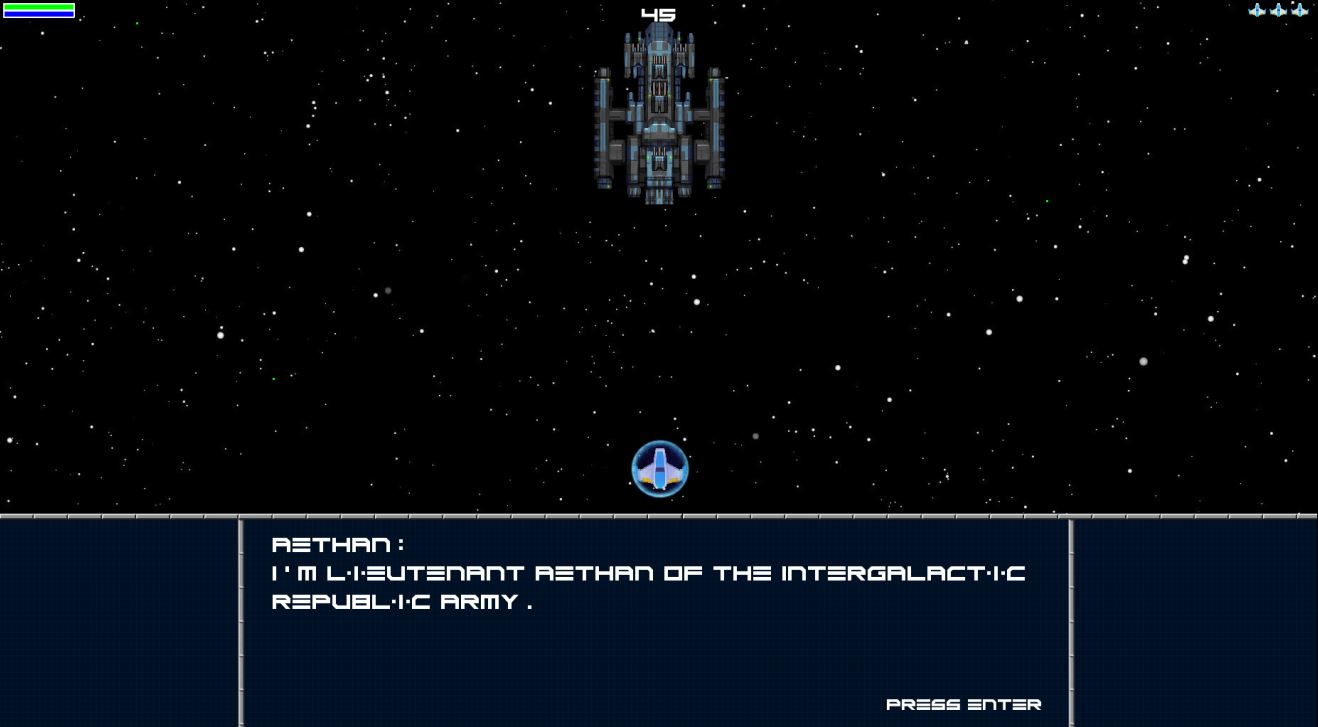 45
AETHAN :
I'M LIEUTENANT AETHAN OF THE INTERGALACTIC
REPUBLIC ARMY .
PRESS ENTER